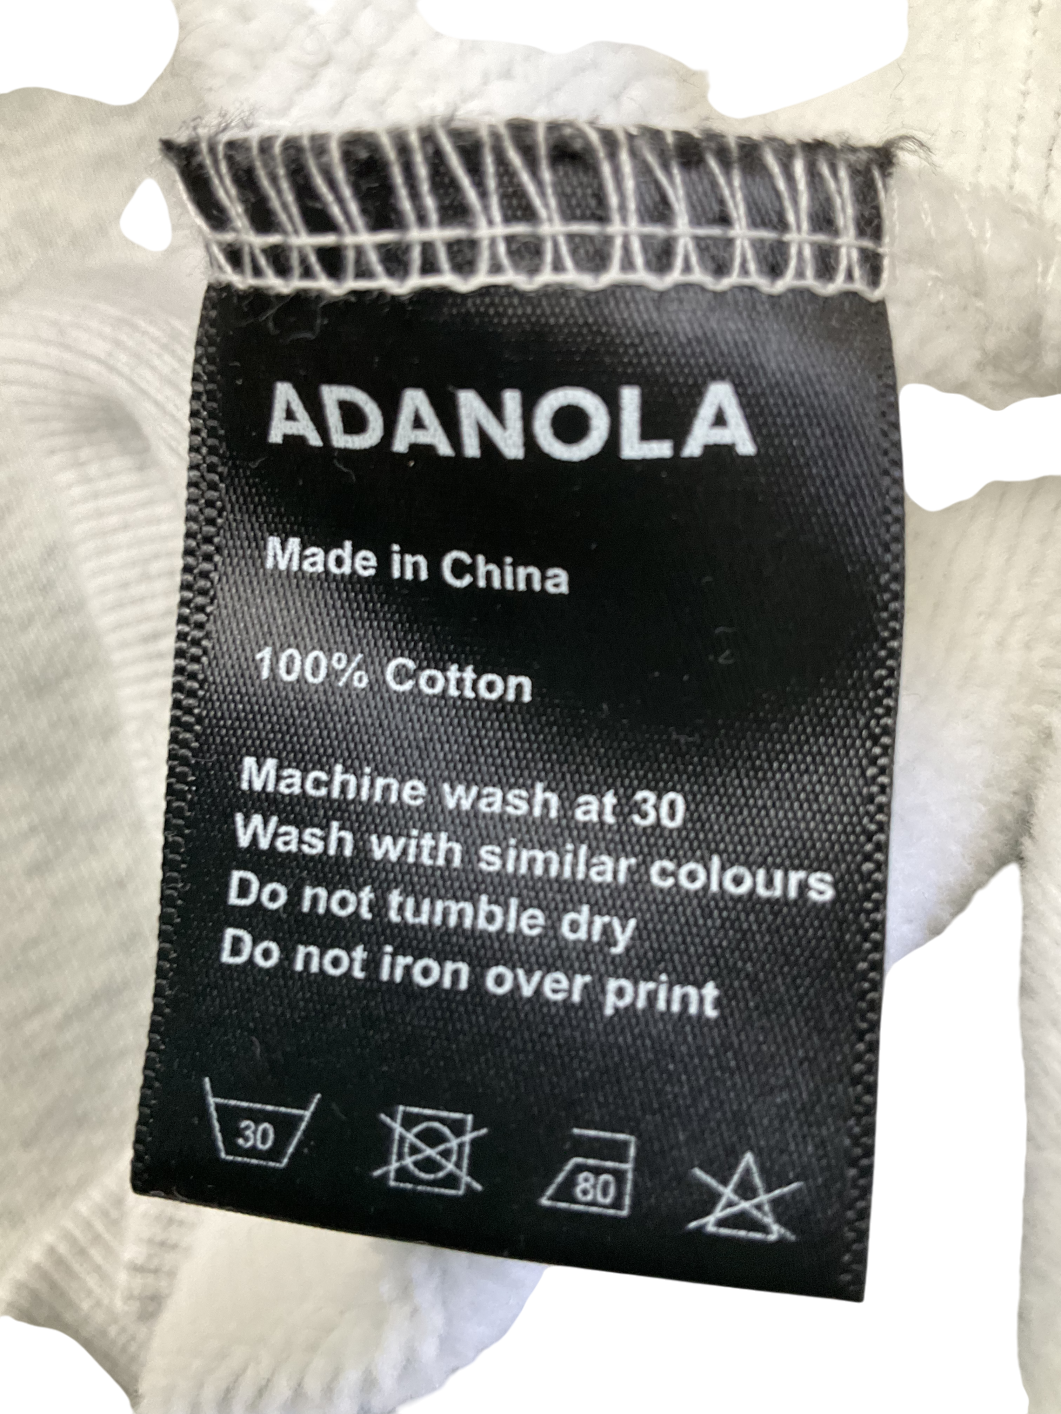 ADANOLA
Made in China
100% Cotton
Machine wash at 30
Wash with similar colours
Do not tumble dry
Do not iron over print
30
80